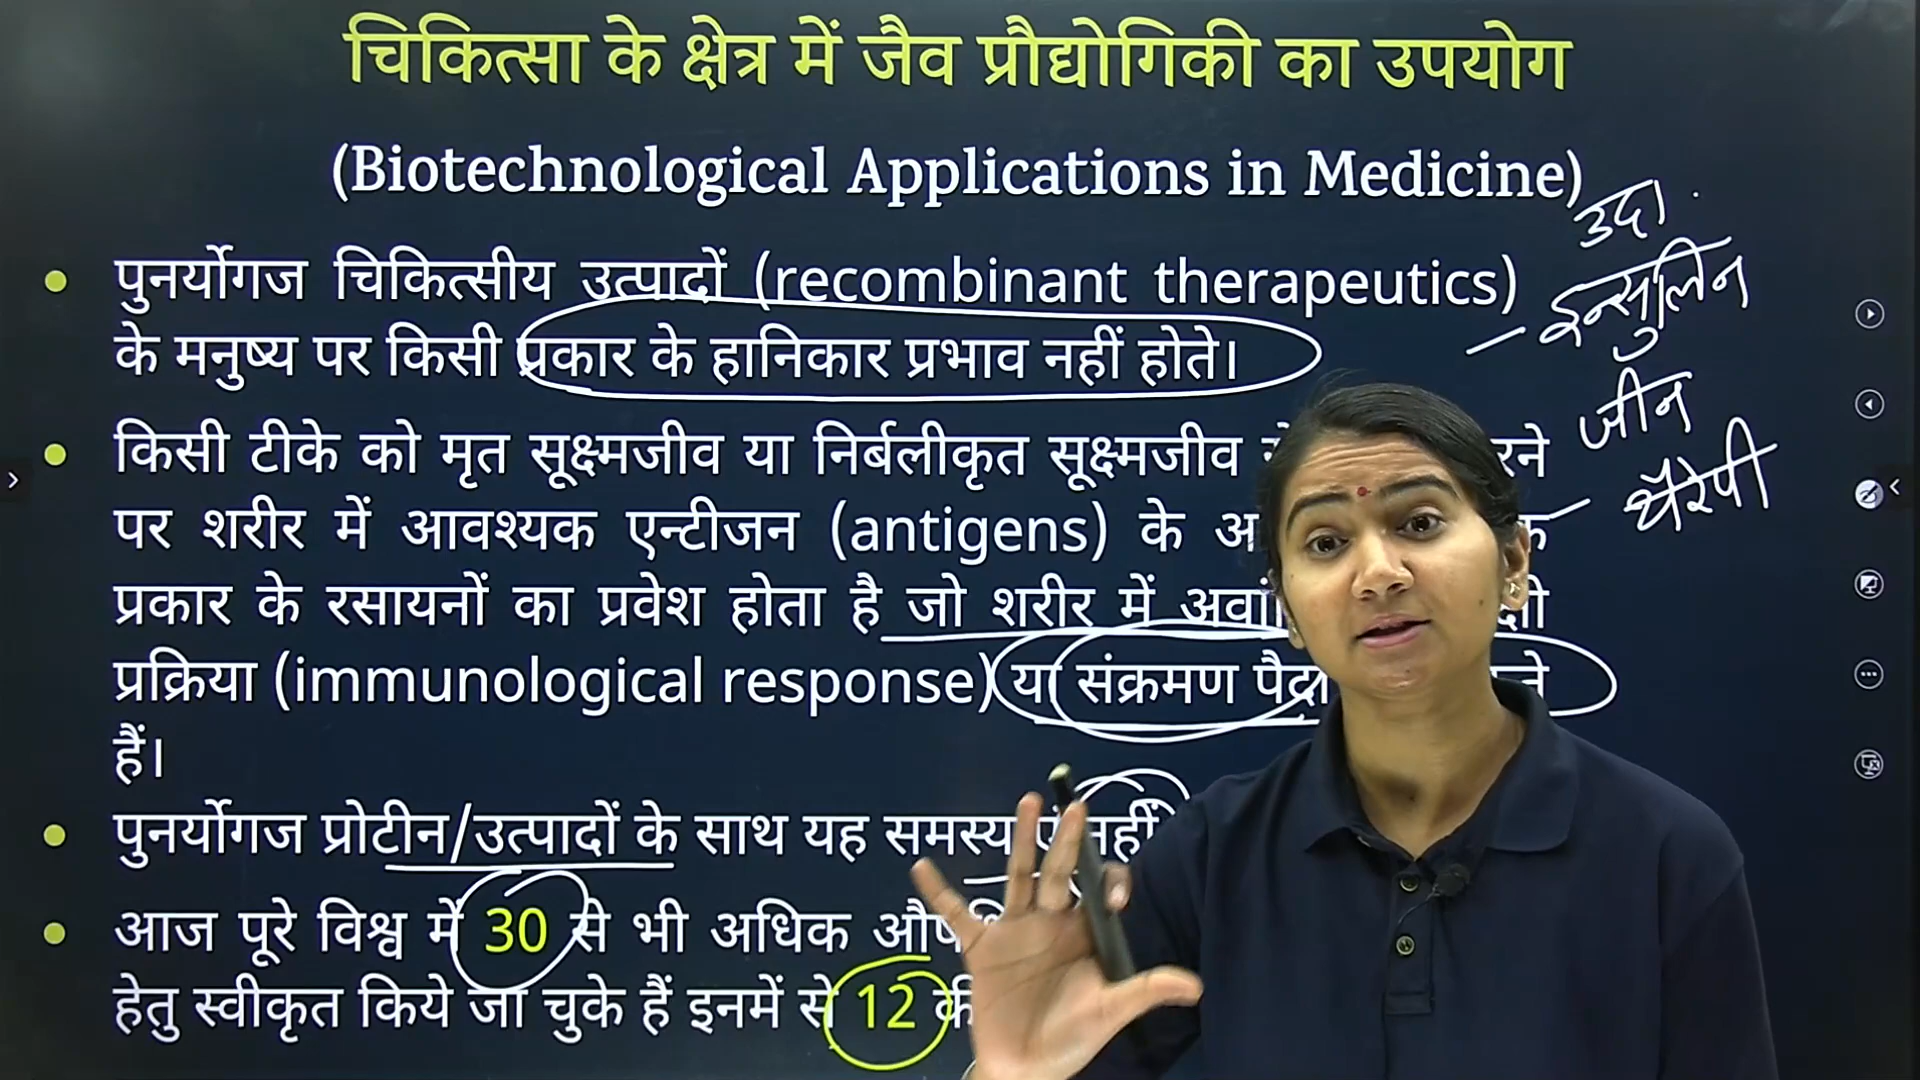 चिकित्सा के क्षेत्र में जैव प्रौद्योगिकी का उपयोग
(Biotechnological Applications in Medicine)
उदा.
पुनर्योगज चिकित्सीय उत्पादों (recombinant therapeutics)
इन्सुलिन
के मनुष्य पर किसी प्रकार के हानिकार प्रभाव नहीं होते।
जीन
किसी टीके को मृत सूक्ष्मजीव या निर्बलीकृत सूक्ष्मजीव
थैरेपी
पर शरीर में आवश्यक एन्टीजन (antigens) के
प्रकार के रसायनों का प्रवेश होता है जो शरीर में
प्रक्रिया (immunological response) या संक्रमण पैदा
हैं।
पुनर्योगज प्रोटीन/उत्पादों के साथ यह नहीं
आज पूरे विश्व में 30 से भी अधिक
हेतु स्वीकृत किये जा चुके हैं इनमें से 12 की